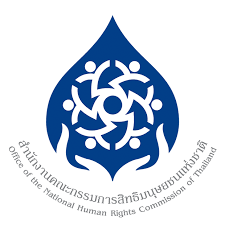 สำนักงานคณะกรรมการสิทธิมนุษยชนแห่งชาติ
Office of the National Human Rights Commission of Thailand